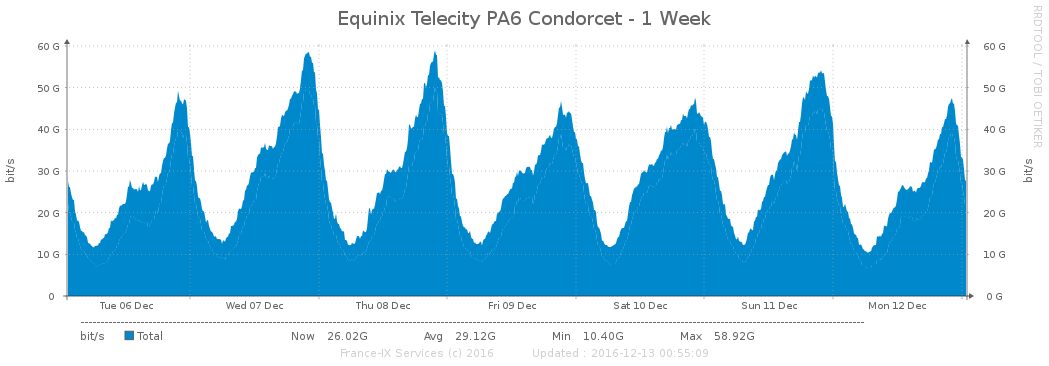 Equinix Telecity PA6 Condorcet - 1 Week
RRDTOOL / TOBI OETIKER
60 G 60 G
50 G 50 G
40 G 40 G
30 G 30 G
20 G 20 G
10 G 10 G
0 0 G
bit/s bit/s
Tue 06 Dec Wed 07 Dec Thu 08 Dec Fri 09 Dec Sat 10 Dec Sun 11 Dec Mon 12 Dec
bit/s Total Now 26.02G Avg 29.12G Min 10.40G Max 58.92G
France-IX Services (c) 2016 Updated : 2016-12-13 00:55:09